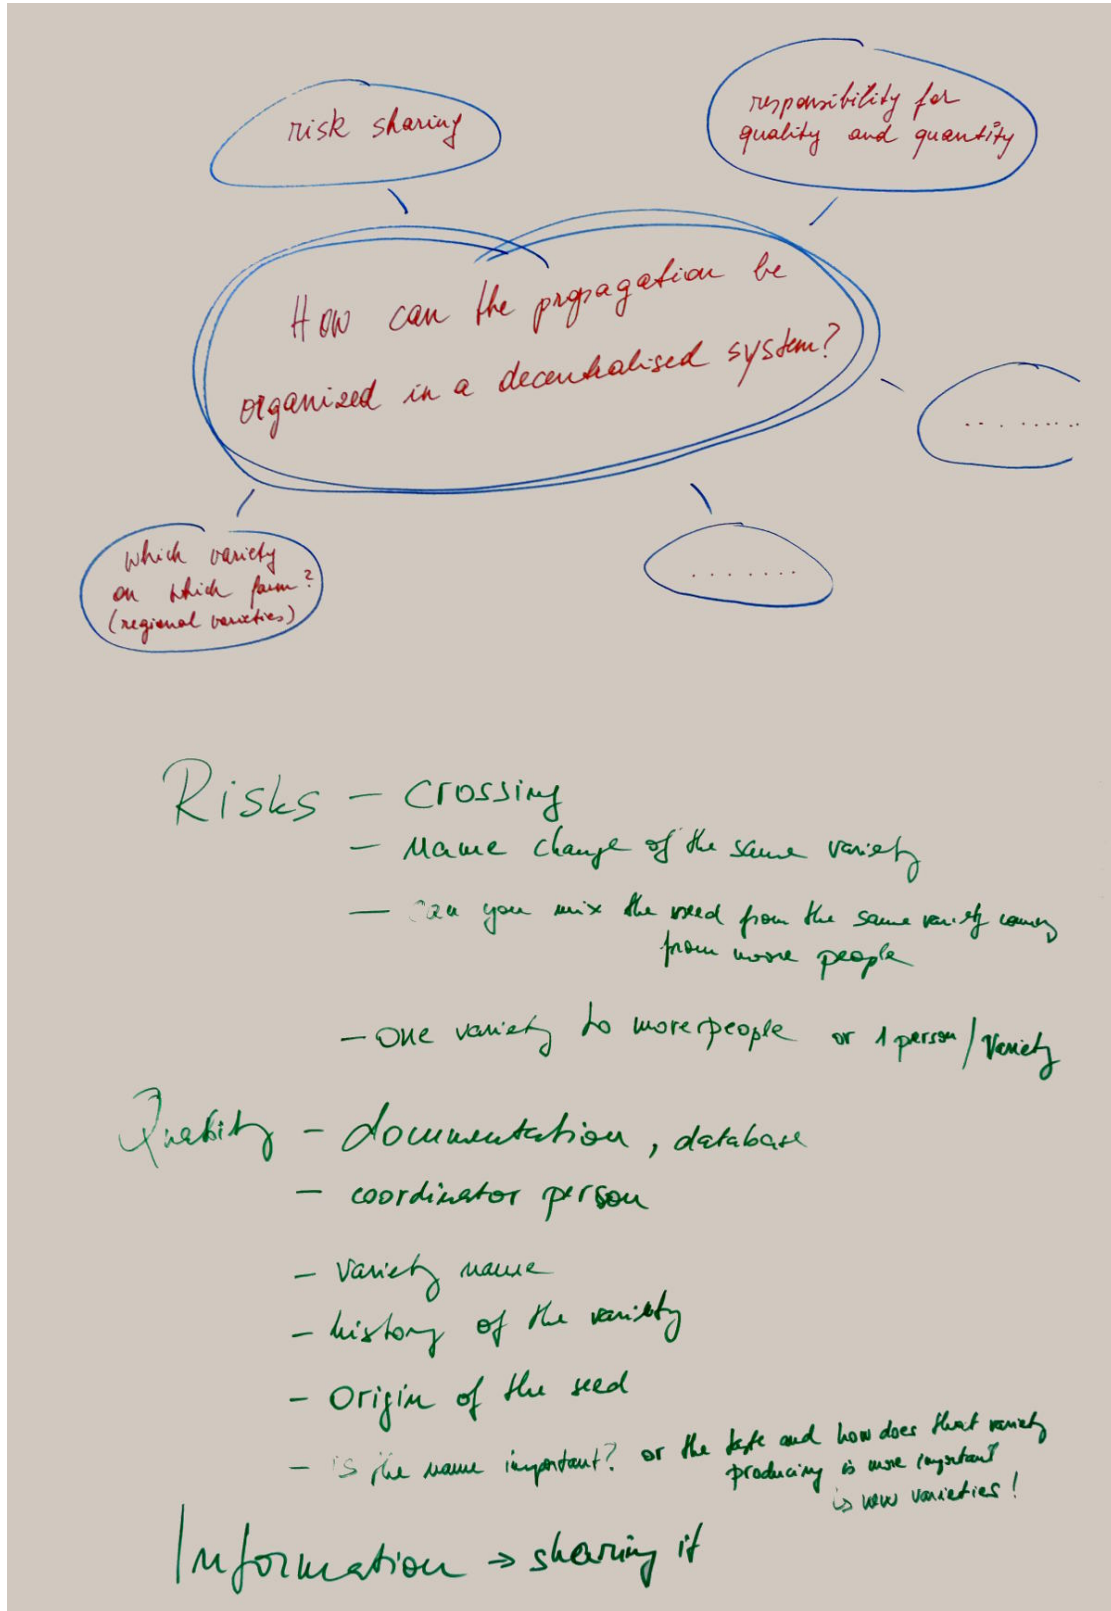 risk sharing
responsibility for
quality and quantity
How can the propagation be
organized in a decentralised system?
.. . .... ..
which variety
on which farm?
(regional varieties)
. . . . . . .
Risks - crossing
- Name change of the same variety
- can you mix the seed from the same variety coming
from more people
- One variety to more people or 1 person/Variety
Quality - documentation, database
- coordinator person
- Variety name
- history of the variety
- Origin of the seed
- is the name important? or the taste and how does that variety
producing is more important
is new varieties!
Information → sharing it